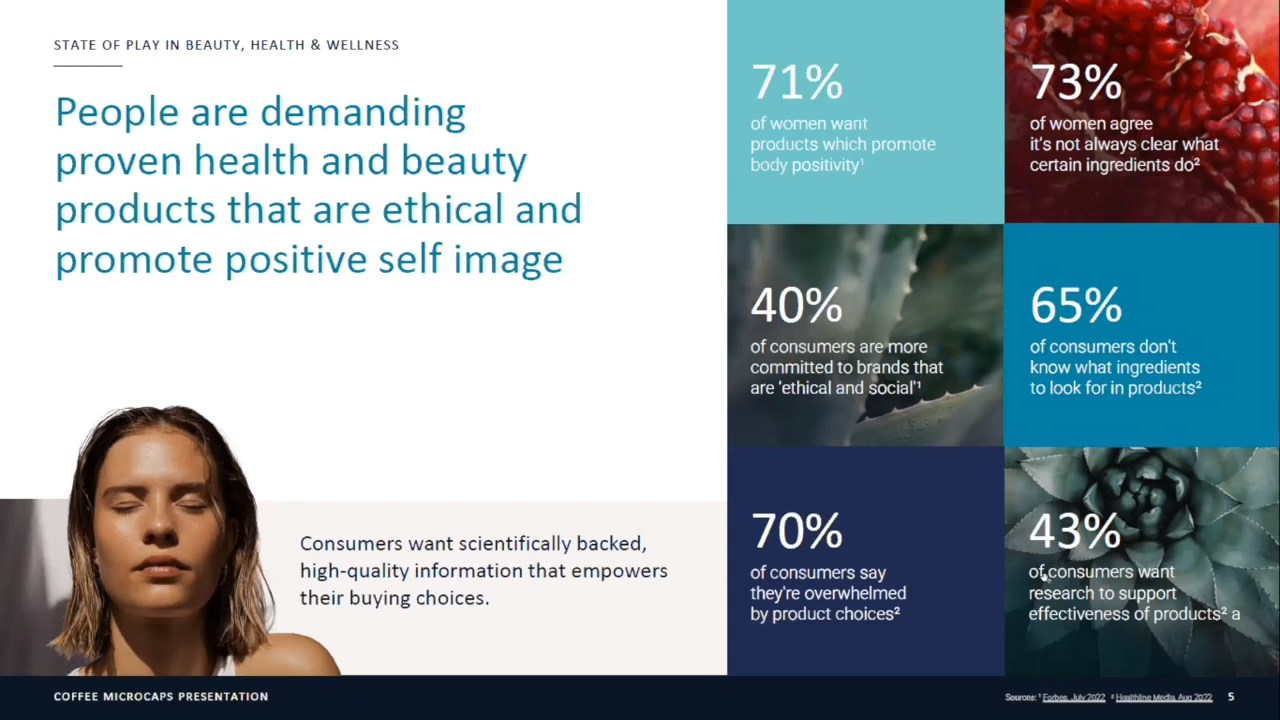 STATE OF PLAY IN BEAUTY, HEALTH & WELLNESS
People are demanding
proven health and beauty
products that are ethical and
promote positive self image
Consumers want scientifically backed,
high-quality information that empowers
their buying choices.
71%
of women want
products which promote
body positivity¹
73%
of women agree
it's not always clear what
certain ingredients do²
40%
of consumers are more
committed to brands that
are 'ethical and social'¹
65%
of consumers don't
know what ingredients
to look for in products²
70%
of consumers say
they're overwhelmed
by product choices²
43%
of consumers want
research to support
effectiveness of products² a
COFFEE MICROCAPS PRESENTATION
Sources: ¹ Forbes, July 2022 ² Healthline Media, Aug 2022 5